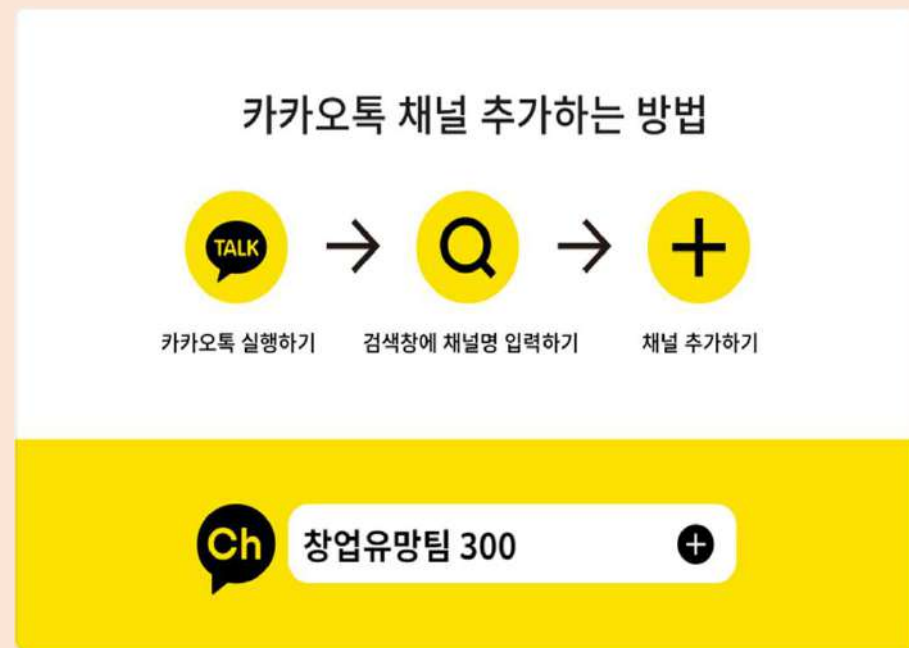 카카오톡 채널 추가하는 방법
TALK
카카오톡 실행하기
검색창에 채널명 입력하기
채널 추가하기
Ch 창업유망팀 300